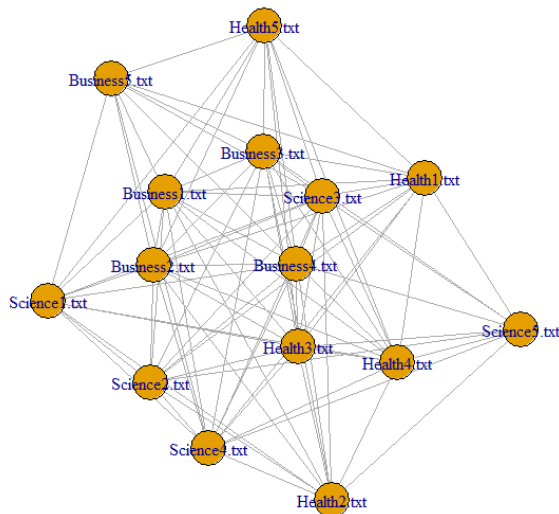 Health5.txt
Business5.txt
Business3.txt
Health1.txt
Business1.txt
Science3.txt
Business2.txt
Business4.txt
Science1.txt
Science5.txt
Health3.txt
Health4.txt
Science2.txt
Science4.txt
Health2.txt